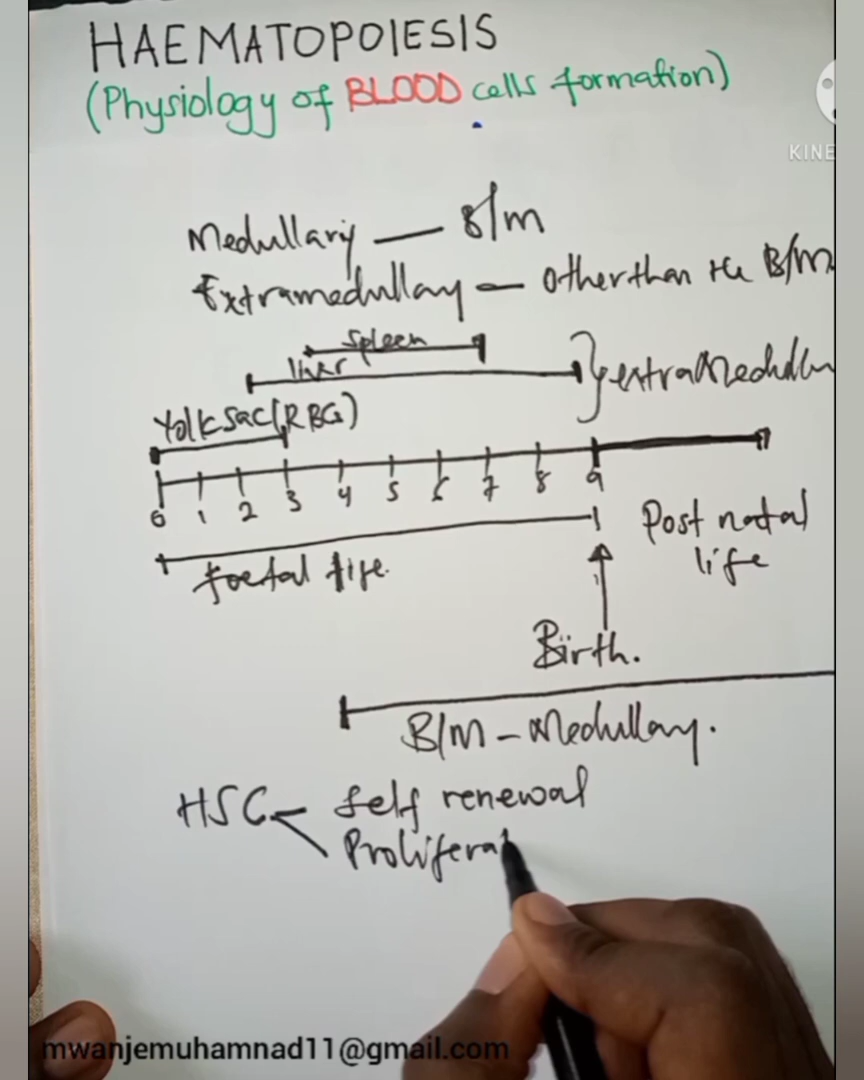 HAEMATOPOIESIS
(Physiology of BLOOD cells formation)
KINE
Medullary — B/m
Extramedullary — Other than the B/m
spleen
liver
extramedullar
Yolk sac (RBG)
0 1 2 3 4 5 6 7 8 9
Post natal
life
foetal life.
Birth.
B/M - Medullary.
HSC - self renewal
Proliferat
mwanjemuhamnad11@gmail.com